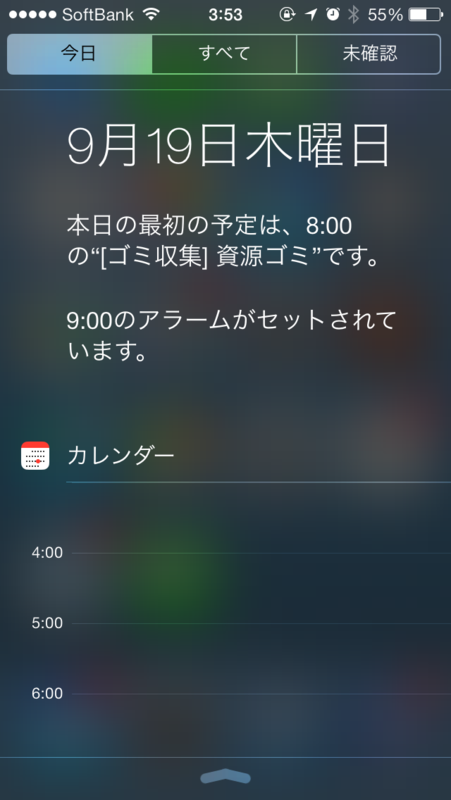 SoftBank 3:53 55%
今日 すべて 未確認
9月19日木曜日
本日の最初の予定は、8:00
の“[ゴミ収集] 資源ゴミ”です。
9:00のアラームがセットされて
います。
カレンダー
4:00
5:00
6:00